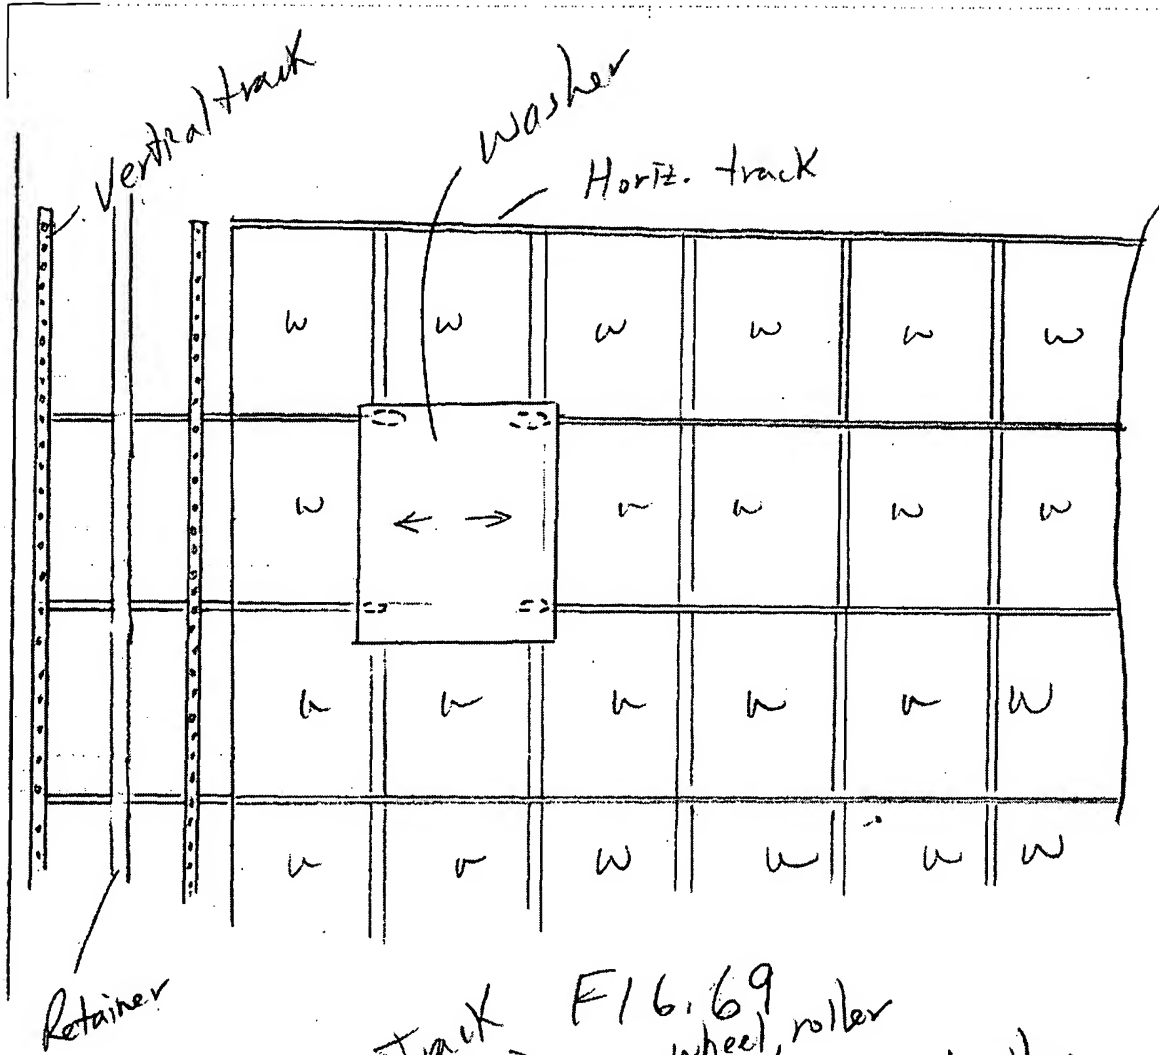 Vertical track
washer
Horiz. track
w w w w w w
w w w w w
w w w w w W
w w W w w W
Retainer
FIG. 69
Track
wheel, roller